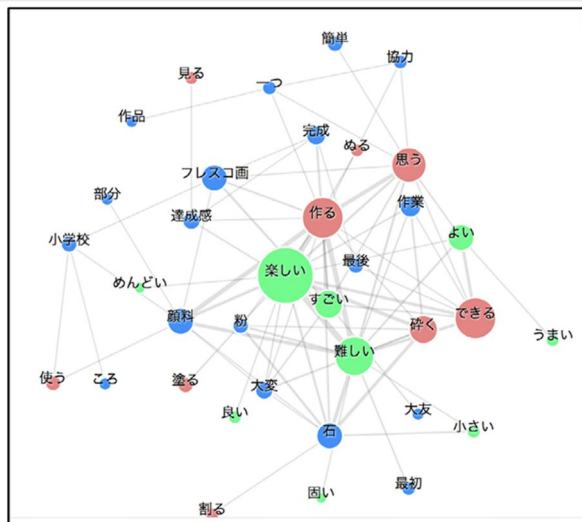 簡単
協力
見る
一つ
作品
完成
ぬる
思う
フレスコ画
部分
作る
作業
達成感
よい
小学校
楽しい
最後
めんどい
すごい
顔料
粉
砕く
できる
うまい
難しい
使う
ころ
塗る
大変
良い
大友
小さい
石
固い
最初
割る